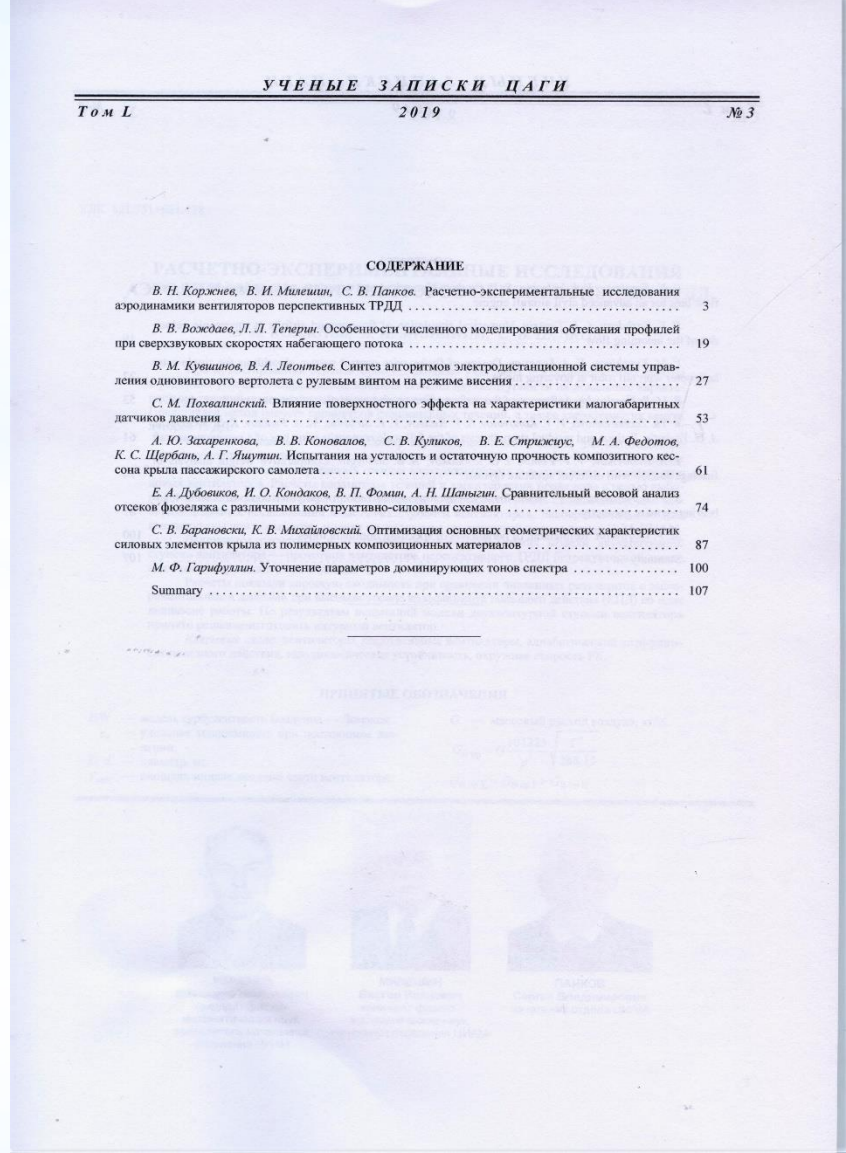 УЧЕНЫЕ ЗАПИСКИ ЦАГИ
Том L 2019 № 3
СОДЕРЖАНИЕ
В. Н. Коржнев, В. И. Милешин, С. В. Панков. Расчетно-экспериментальные исследования
аэродинамики вентиляторов перспективных ТРДД 3
В. В. Вождаев, Л. Л. Теперин. Особенности численного моделирования обтекания профилей
при сверхзвуковых скоростях набегающего потока 19
В. М. Кувшинов, В. А. Леонтьев. Синтез алгоритмов электродистанционной системы управ-
ления одновинтового вертолета с рулевым винтом на режиме висения 27
С. М. Похвалинский. Влияние поверхностного эффекта на характеристики малогабаритных
датчиков давления 53
А. Ю. Захаренкова, В. В. Коновалов, С. В. Куликов, В. Е. Стрижиус, М. А. Федотов,
К. С. Щербань, А. Г. Яшутин. Испытания на усталость и остаточную прочность композитного кес-
сона крыла пассажирского самолета 61
Е. А. Дубовиков, И. О. Кондаков, В. П. Фомин, А. Н. Шаныгин. Сравнительный весовой анализ
отсеков фюзеляжа с различными конструктивно-силовыми схемами 74
С. В. Барановски, К. В. Михайловский. Оптимизация основных геометрических характеристик
силовых элементов крыла из полимерных композиционных материалов 87
М. Ф. Гарифуллин. Уточнение параметров доминирующих тонов спектра 100
Summary 107